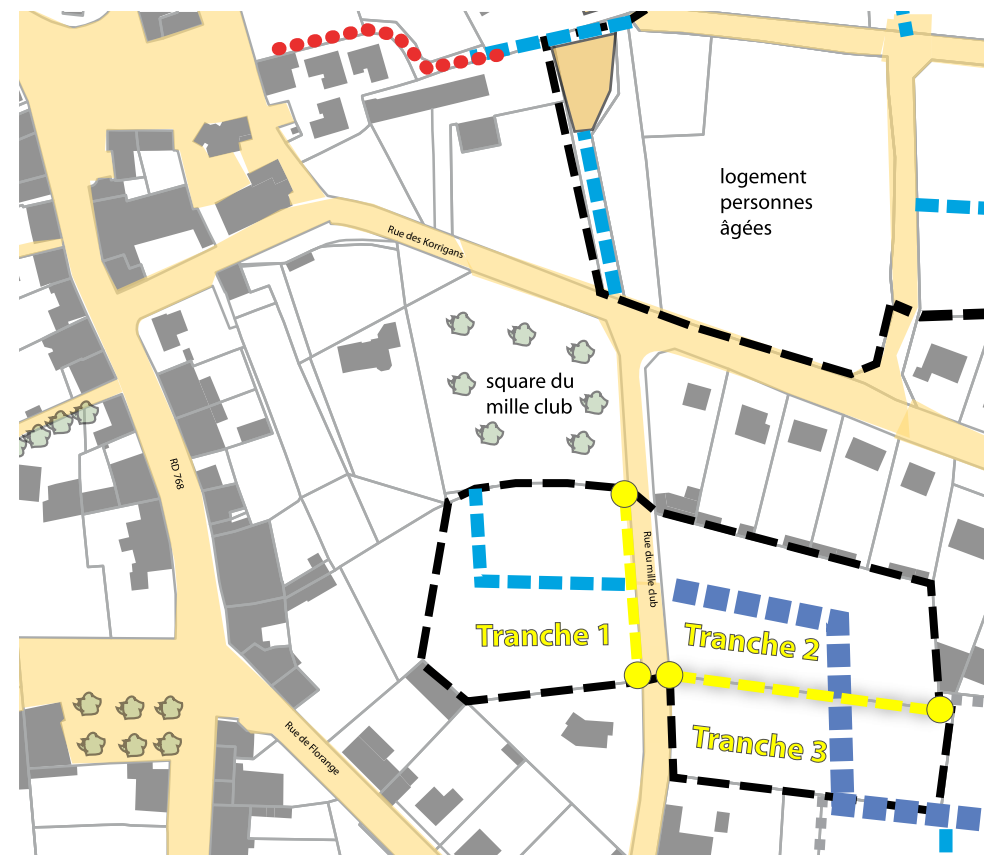 logement
personnes
âgées
Rue des Korrigans
square du
mille club
RD 768
Rue du mille club
Tranche 1
Tranche 2
Tranche 3
Rue de Florange